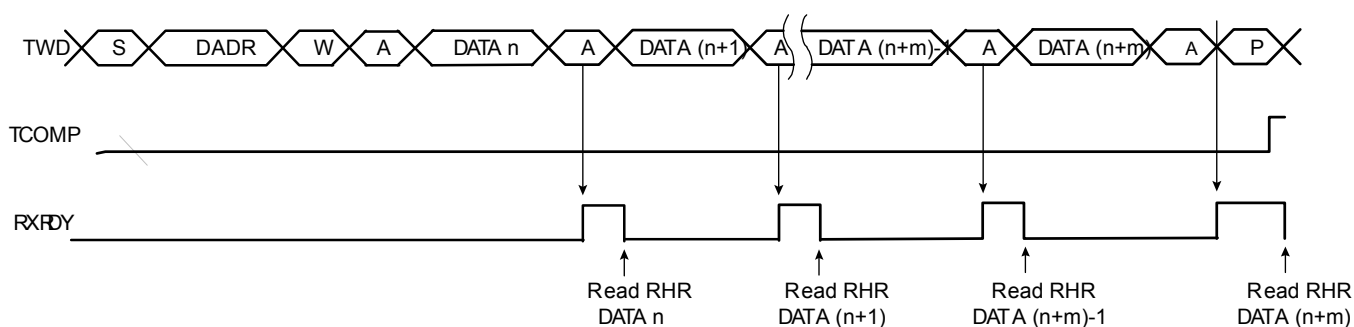 TWD S DADR W A DATA n A DATA (n+1) A DATA (n+m)-1 A DATA (n+m) A P
TCOMP
RXRDY
Read RHR Read RHR Read RHR Read RHR
DATA n DATA (n+1) DATA (n+m)-1 DATA (n+m)